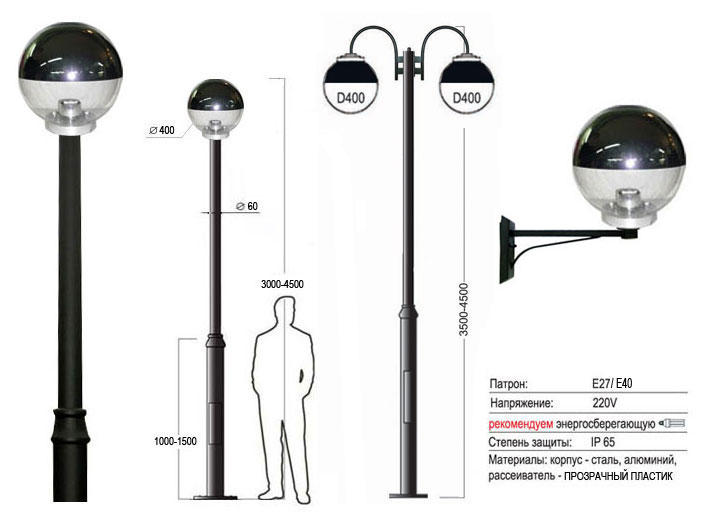 D400
D400
⌀ 400
⌀ 60
3000-4500
3500-4500
1000-1500
Патрон: E27/ E40
Напряжение: 220V
рекомендуем энергосберегающую
Степень защиты: IP 65
Материалы: корпус - сталь, алюминий,
рассеиватель - ПРОЗРАЧНЫЙ ПЛАСТИК